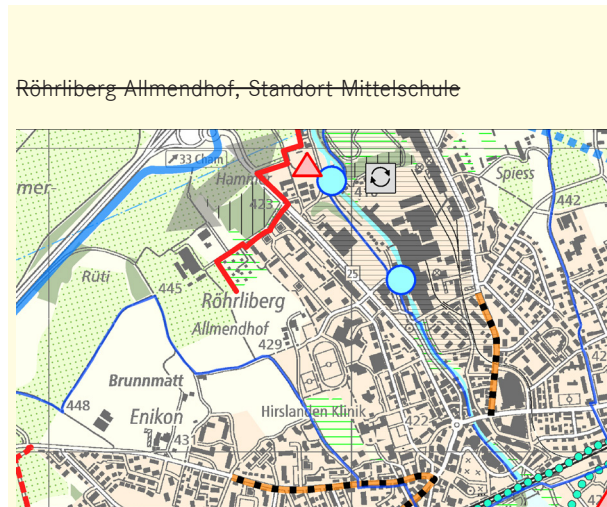 Röhrliberg Allmendhof, Standort Mittelschule
33 Cham
Hammer
Spiess
mer-
423
442
Rüti
445
25
Röhrliberg
Allmendhof
429
Brunnmatt
448
Enikon
Hirslanden Klinik
422
431